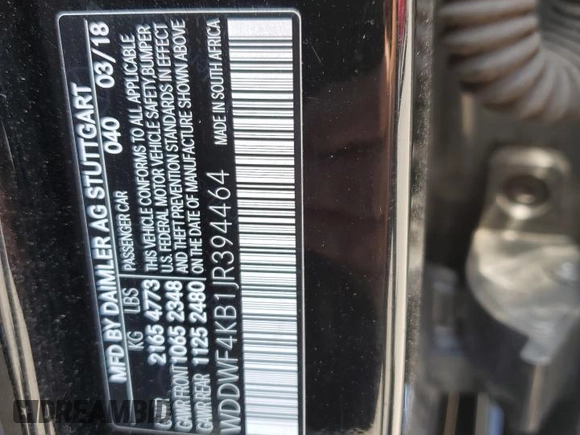 MFD BY DAIMLER AG STUTTGART
040 03/18
KG LBS PASSENGER CAR
2165 4773 THIS VEHICLE CONFORMS TO ALL APPLICABLE
U.S. FEDERAL MOTOR VEHICLE SAFETY, BUMPER,
GAWR FRONT 1065 2348 AND THEFT PREVENTION STANDARDS IN EFFECT
GAWR REAR 1125 2480 ON THE DATE OF MANUFACTURE SHOWN ABOVE
WDDWF4KB1JR394464 MADE IN SOUTH AFRICA
DREAMBID